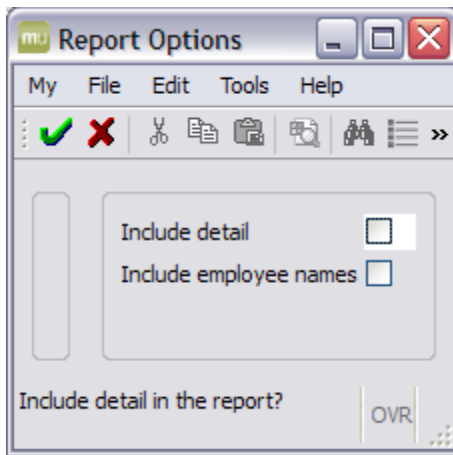 mu Report Options
My File Edit Tools Help
»
Include detail
Include employee names
Include detail in the report?
OVR